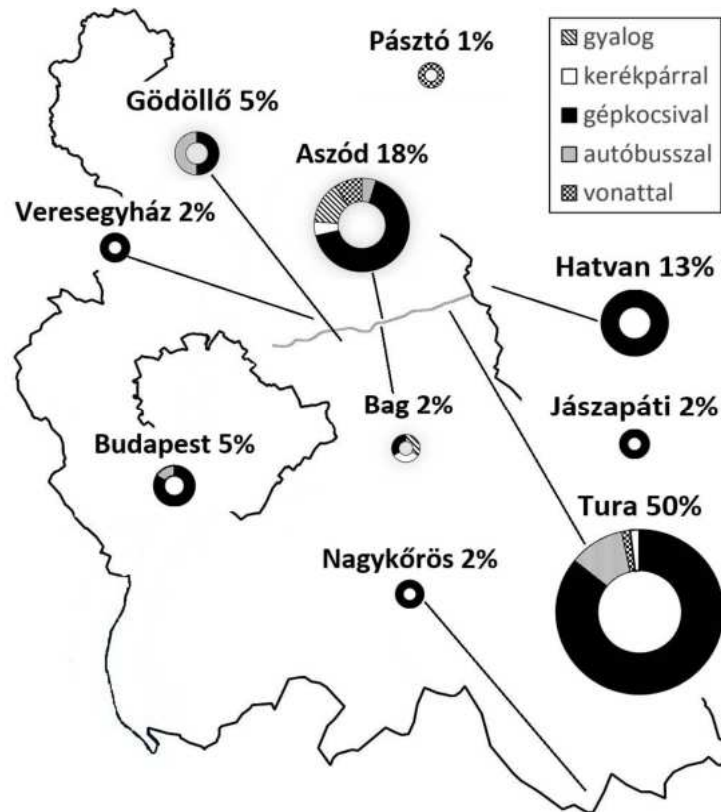 Pásztó 1%
gyalog
kerékpárral
gépkocsival
autóbusszal
vonattal
Gödöllő 5%
Aszód 18%
Veresegyház 2%
Hatvan 13%
Bag 2%
Jászapáti 2%
Budapest 5%
Tura 50%
Nagykőrös 2%